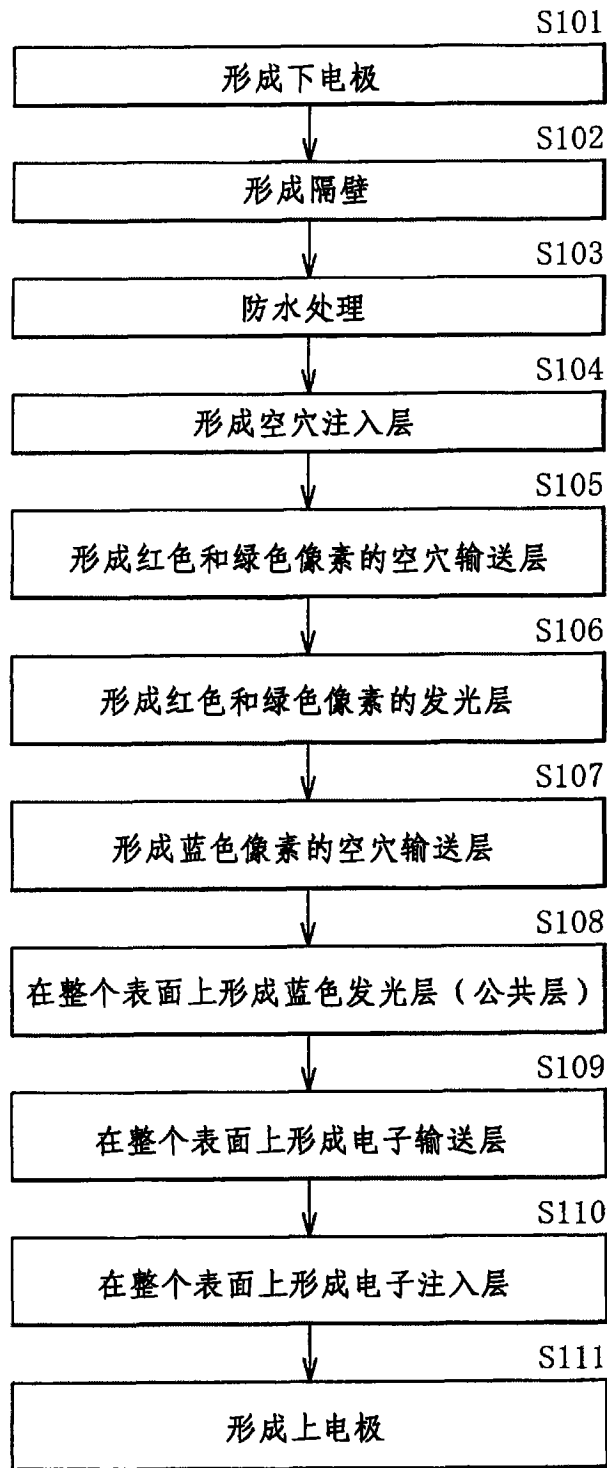 S101
形成下电极
S102
形成隔壁
S103
防水处理
S104
形成空穴注入层
S105
形成红色和绿色像素的空穴输送层
S106
形成红色和绿色像素的发光层
S107
形成蓝色像素的空穴输送层
S108
在整个表面上形成蓝色发光层（公共层）
S109
在整个表面上形成电子输送层
S110
在整个表面上形成电子注入层
S111
形成上电极